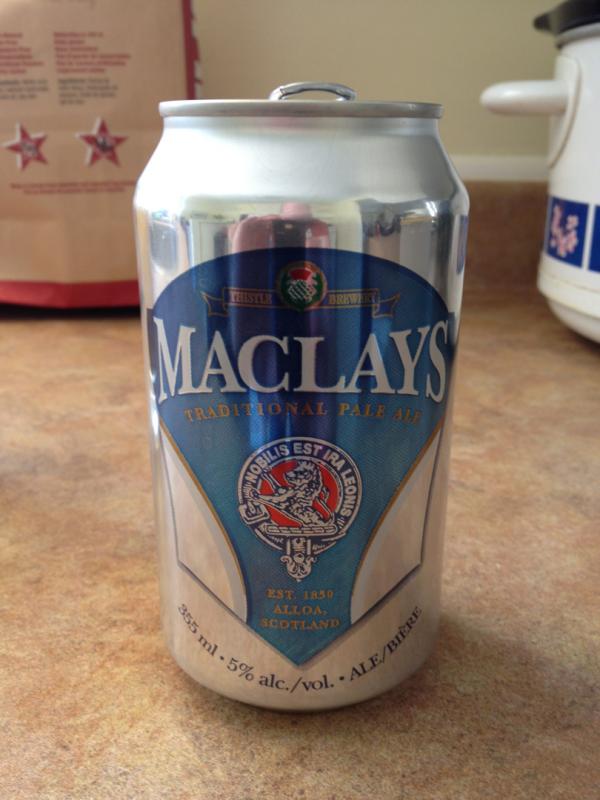 THISTLE BREWERY
MACLAYS
TRADITIONAL PALE ALE
NOBILIS EST IRA LEONIS
EST. 1830
ALLOA,
SCOTLAND
355 ml • 5% alc./vol. • ALE/BIÈRE